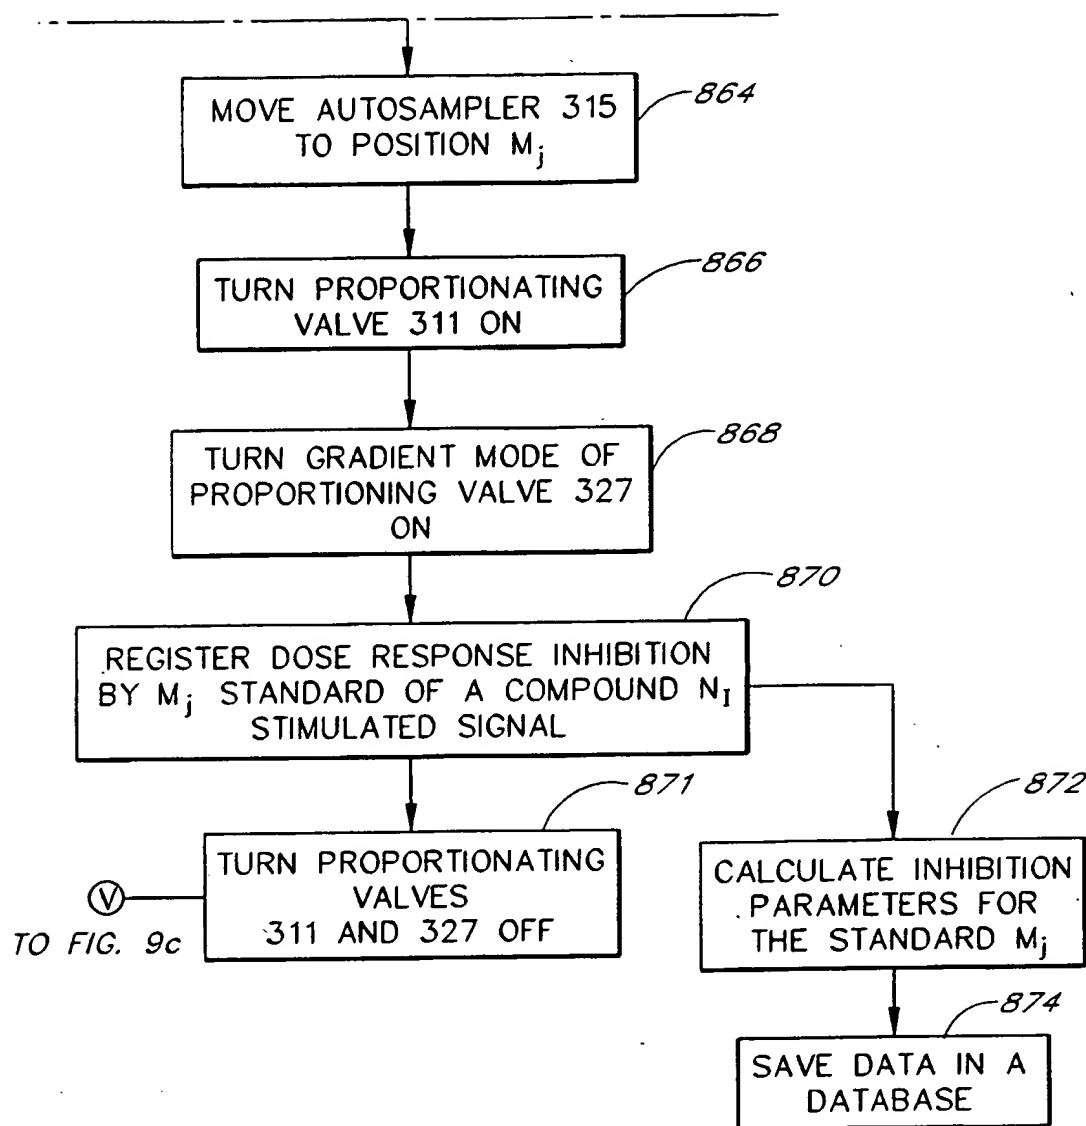 864
MOVE AUTOSAMPLER 315
TO POSITION Mj
866
TURN PROPORTIONATING
VALVE 311 ON
868
TURN GRADIENT MODE OF
PROPORTIONING VALVE 327
ON
870
REGISTER DOSE RESPONSE INHIBITION
BY Mj STANDARD OF A COMPOUND NI
STIMULATED SIGNAL
871
TURN PROPORTIONATING
VALVES
311 AND 327 OFF
V
TO FIG. 9c
872
CALCULATE INHIBITION
PARAMETERS FOR
THE STANDARD Mj
874
SAVE DATA IN A
DATABASE